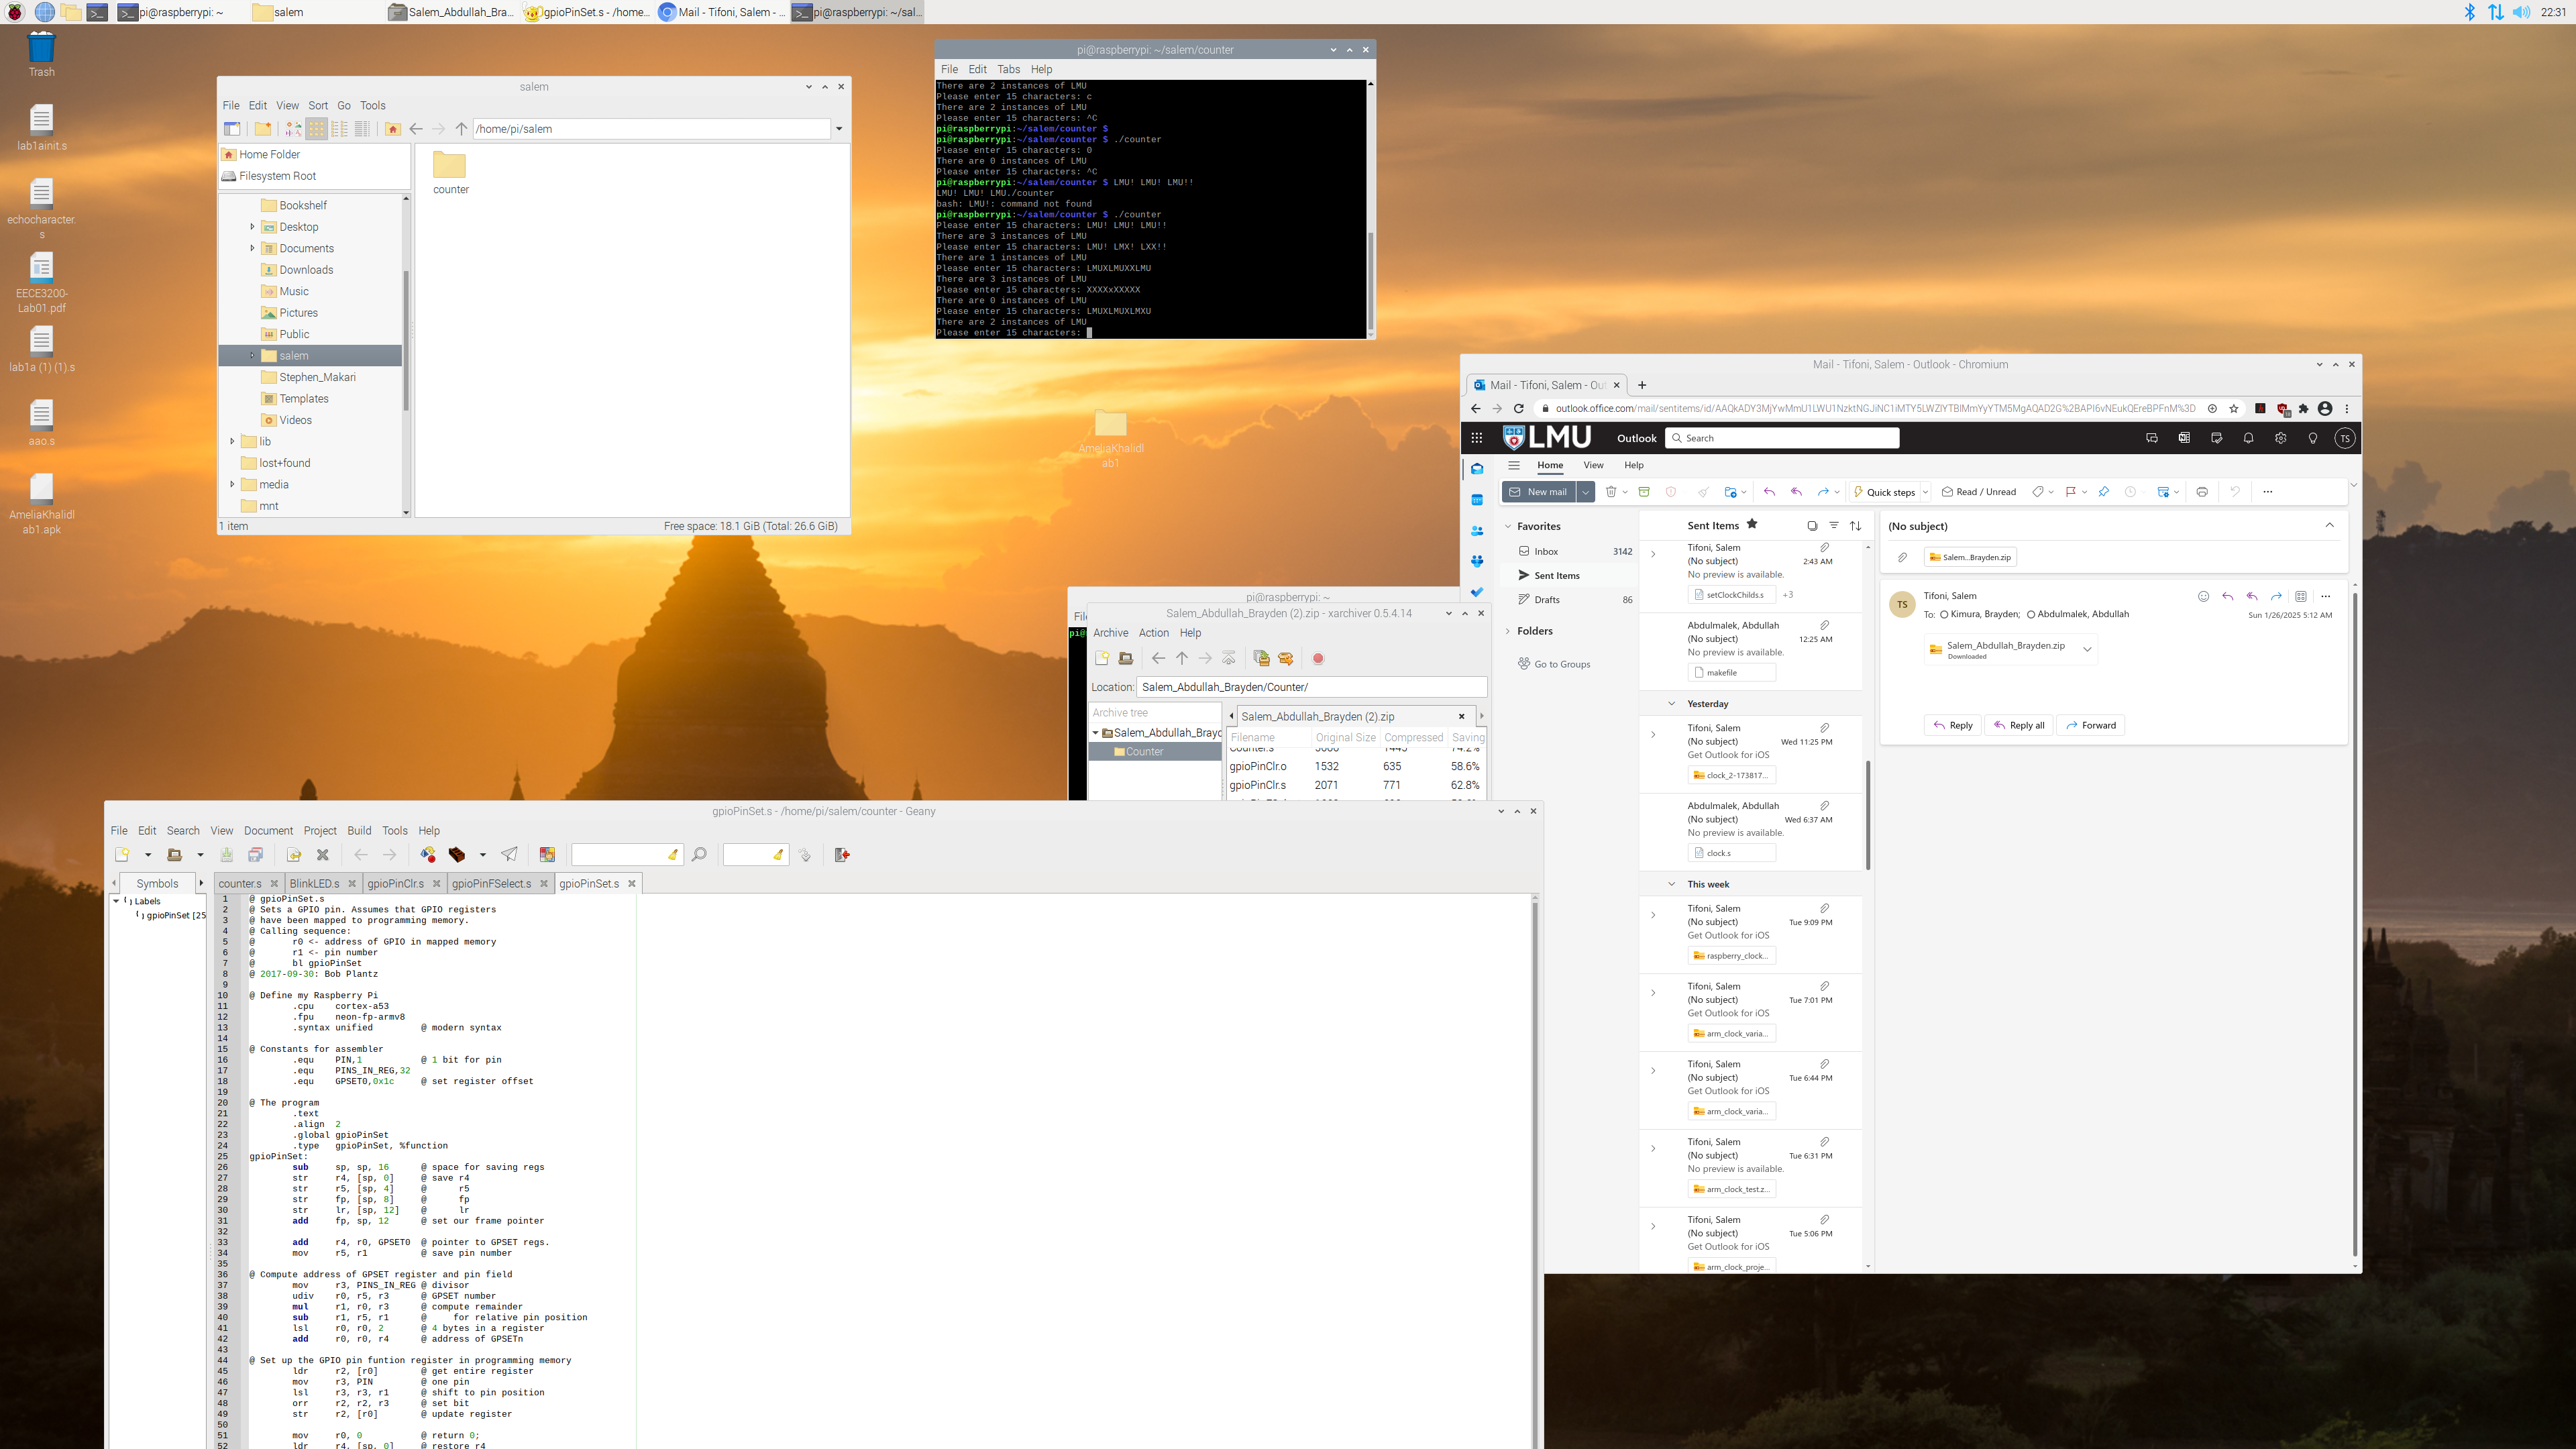 pi@raspberrypi: ~
salem
Salem_Abdullah_Bra...
gpioPinSet.s - /home...
Mail - Tifoni, Salem - ...
pi@raspberrypi: ~/sal...
22:31
Trash
lab1ainit.s
echocharacter.
s
EECE3200-
Lab01.pdf
lab1a (1) (1).s
aao.s
AmeliaKhalidl
ab1.apk
salem
File Edit View Sort Go Tools
/home/pi/salem
Home Folder
Filesystem Root
Bookshelf
Desktop
Documents
Downloads
Music
Pictures
Public
salem
Stephen_Makari
Templates
Videos
lib
lost+found
media
mnt
counter
1 item
Free space: 18.1 GiB (Total: 26.6 GiB)
pi@raspberrypi: ~/salem/counter
File Edit Tabs Help
There are 2 instances of LMU
Please enter 15 characters: c
There are 2 instances of LMU
Please enter 15 characters: ^C
pi@raspberrypi:~/salem/counter $
pi@raspberrypi:~/salem/counter $ ./counter
Please enter 15 characters: 0
There are 0 instances of LMU
Please enter 15 characters: ^C
pi@raspberrypi:~/salem/counter $ LMU! LMU! LMU!!
LMU! LMU! LMU./counter
bash: LMU!: command not found
pi@raspberrypi:~/salem/counter $ ./counter
Please enter 15 characters: LMU! LMU! LMU!!
There are 3 instances of LMU
Please enter 15 characters: LMU! LMX! LXX!!
There are 1 instances of LMU
Please enter 15 characters: LMUXLMUXXLMU
There are 3 instances of LMU
Please enter 15 characters: XXXXxXXXXX
There are 0 instances of LMU
Please enter 15 characters: LMUXLMUXLMXU
There are 2 instances of LMU
Please enter 15 characters:
AmeliaKhalidl
ab1
pi@raspberrypi: ~
Salem_Abdullah_Brayden (2).zip - xarchiver 0.5.4.14
Archive Action Help
Location: Salem_Abdullah_Brayden/Counter/
Archive tree
Salem_Abdullah_Brayd
Counter
Salem_Abdullah_Brayden (2).zip
Filename Original Size Compressed Saving
gpioPinClr.o 1532 635 58.6%
gpioPinClr.s 2071 771 62.8%
Mail - Tifoni, Salem - Outlook - Chromium
Mail - Tifoni, Salem - Out
outlook.office.com/mail/sentitems/id/AAQkADY3MjYwMmU1LWU1NzktNGJiNC1iMTY5LWZlYTBlMmYyYTM5MgAQAD2G%2BAPI6vNEukQEreBPFnM%3D
LMU
Outlook
Search
TS
Home View Help
New mail
Quick steps
Read / Unread
Favorites
Inbox 3142
Sent Items
Drafts 86
Folders
Go to Groups
Sent Items
Tifoni, Salem
(No subject) 2:43 AM
No preview is available.
setClockChilds.s +3
Abdulmalek, Abdullah
(No subject) 12:25 AM
No preview is available.
makefile
Yesterday
Tifoni, Salem
(No subject) Wed 11:25 PM
Get Outlook for iOS
clock_2-173817...
Abdulmalek, Abdullah
(No subject) Wed 6:37 AM
No preview is available.
clock.s
This week
Tifoni, Salem
(No subject) Tue 9:09 PM
Get Outlook for iOS
raspberry_clock...
Tifoni, Salem
(No subject) Tue 7:01 PM
Get Outlook for iOS
arm_clock_varia...
Tifoni, Salem
(No subject) Tue 6:44 PM
Get Outlook for iOS
arm_clock_varia...
Tifoni, Salem
(No subject) Tue 6:31 PM
No preview is available.
arm_clock_test.z...
Tifoni, Salem
(No subject) Tue 5:06 PM
Get Outlook for iOS
arm_clock_proje...
(No subject)
Salem...Brayden.zip
TS
Tifoni, Salem
To: Kimura, Brayden; Abdulmalek, Abdullah
Sun 1/26/2025 5:12 AM
Salem_Abdullah_Brayden.zip
Downloaded
Reply
Reply all
Forward
gpioPinSet.s - /home/pi/salem/counter - Geany
File Edit Search View Document Project Build Tools Help
Symbols
Labels
gpioPinSet [25
counter.s
BlinkLED.s
gpioPinClr.s
gpioPinFSelect.s
gpioPinSet.s
1 @ gpioPinSet.s
2 @ Sets a GPIO pin. Assumes that GPIO registers
3 @ have been mapped to programming memory.
4 @ Calling sequence:
5 @ r0 <- address of GPIO in mapped memory
6 @ r1 <- pin number
7 @ bl gpioPinSet
8 @ 2017-09-30: Bob Plantz
9
10 @ Define my Raspberry Pi
11 .cpu cortex-a53
12 .fpu neon-fp-armv8
13 .syntax unified @ modern syntax
14
15 @ Constants for assembler
16 .equ PIN,1 @ 1 bit for pin
17 .equ PINS_IN_REG,32
18 .equ GPSET0,0x1c @ set register offset
19
20 @ The program
21 .text
22 .align 2
23 .global gpioPinSet
24 .type gpioPinSet, %function
25 gpioPinSet:
26 sub sp, sp, 16 @ space for saving regs
27 str r4, [sp, 0] @ save r4
28 str r5, [sp, 4] @ r5
29 str fp, [sp, 8] @ fp
30 str lr, [sp, 12] @ lr
31 add fp, sp, 12 @ set our frame pointer
32
33 add r4, r0, GPSET0 @ pointer to GPSET regs.
34 mov r5, r1 @ save pin number
35
36 @ Compute address of GPSET register and pin field
37 mov r3, PINS_IN_REG @ divisor
38 udiv r0, r5, r3 @ GPSET number
39 mul r1, r0, r3 @ compute remainder
40 sub r1, r5, r1 @ for relative pin position
41 lsl r0, r0, 2 @ 4 bytes in a register
42 add r0, r0, r4 @ address of GPSETn
43
44 @ Set up the GPIO pin funtion register in programming memory
45 ldr r2, [r0] @ get entire register
46 mov r3, PIN @ one pin
47 lsl r3, r3, r1 @ shift to pin position
48 orr r2, r2, r3 @ set bit
49 str r2, [r0] @ update register
50
51 mov r0, 0 @ return 0;
52 ldr r4, [sp, 0] @ restore r4